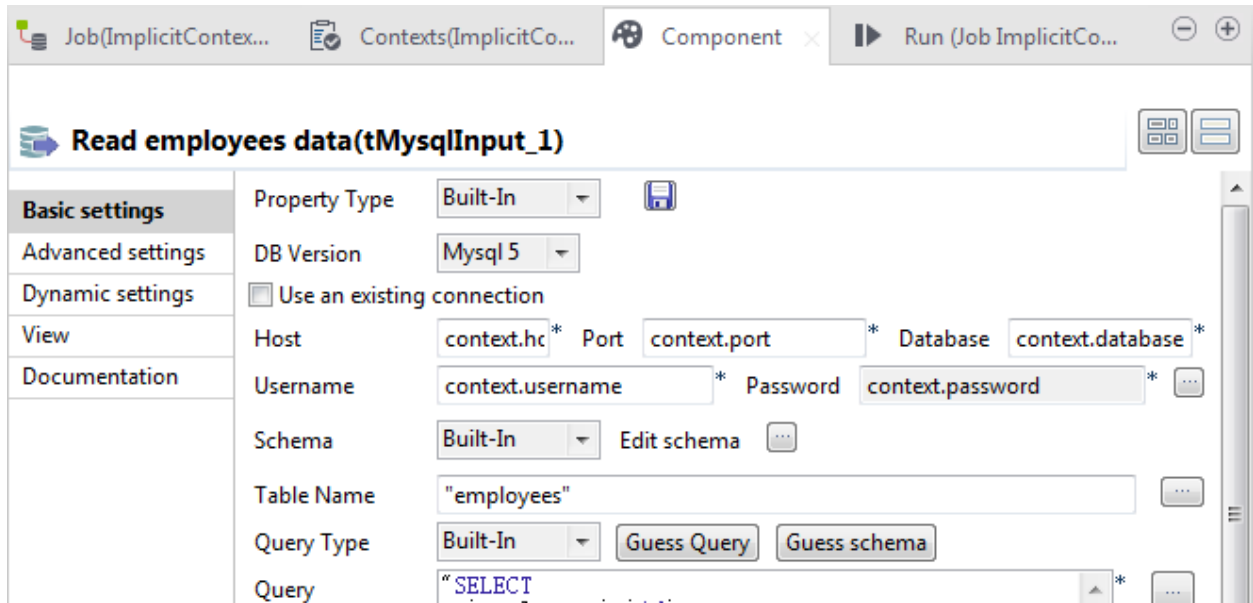 Job(ImplicitContex... Contexts(ImplicitCo... Component Run (Job ImplicitCo...
Read employees data(tMysqlInput_1)
Basic settings
Advanced settings
Dynamic settings
View
Documentation
Property Type Built-In
DB Version Mysql 5
Use an existing connection
Host context.ho* Port context.port * Database context.database *
Username context.username * Password context.password * ...
Schema Built-In Edit schema ...
Table Name "employees" ...
Query Type Built-In Guess Query Guess schema
Query "SELECT * ...